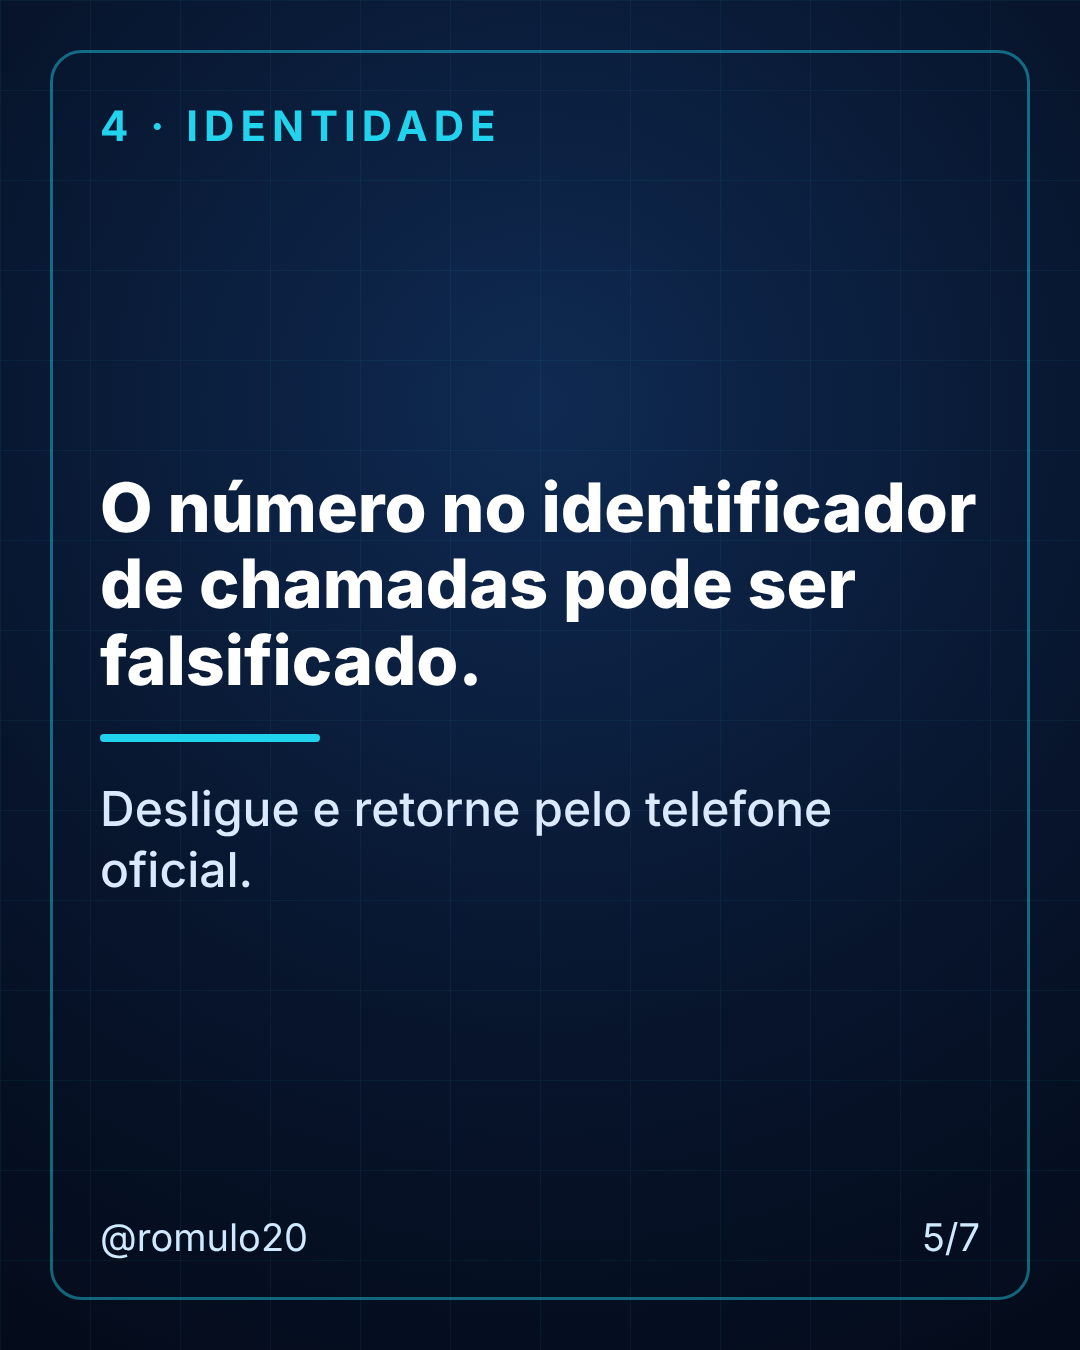 4 · IDENTIDADE
O número no identificador
de chamadas pode ser
falsificado.
Desligue e retorne pelo telefone
oficial.
@romulo20
5/7